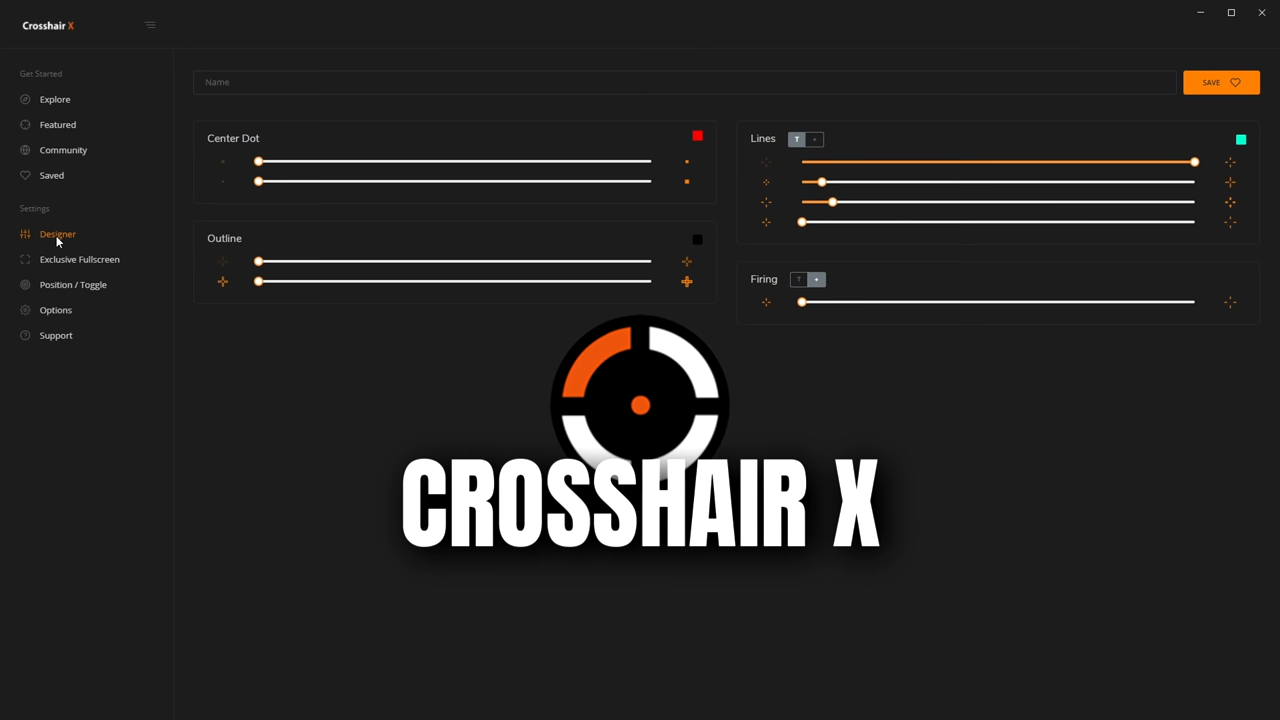 Crosshair X
Get Started
Explore
Featured
Community
Saved
Settings
Designer
Exclusive Fullscreen
Position / Toggle
Options
Support
Name
SAVE
Center Dot
Outline
Lines
T +
Firing
T +
CROSSHAIR X